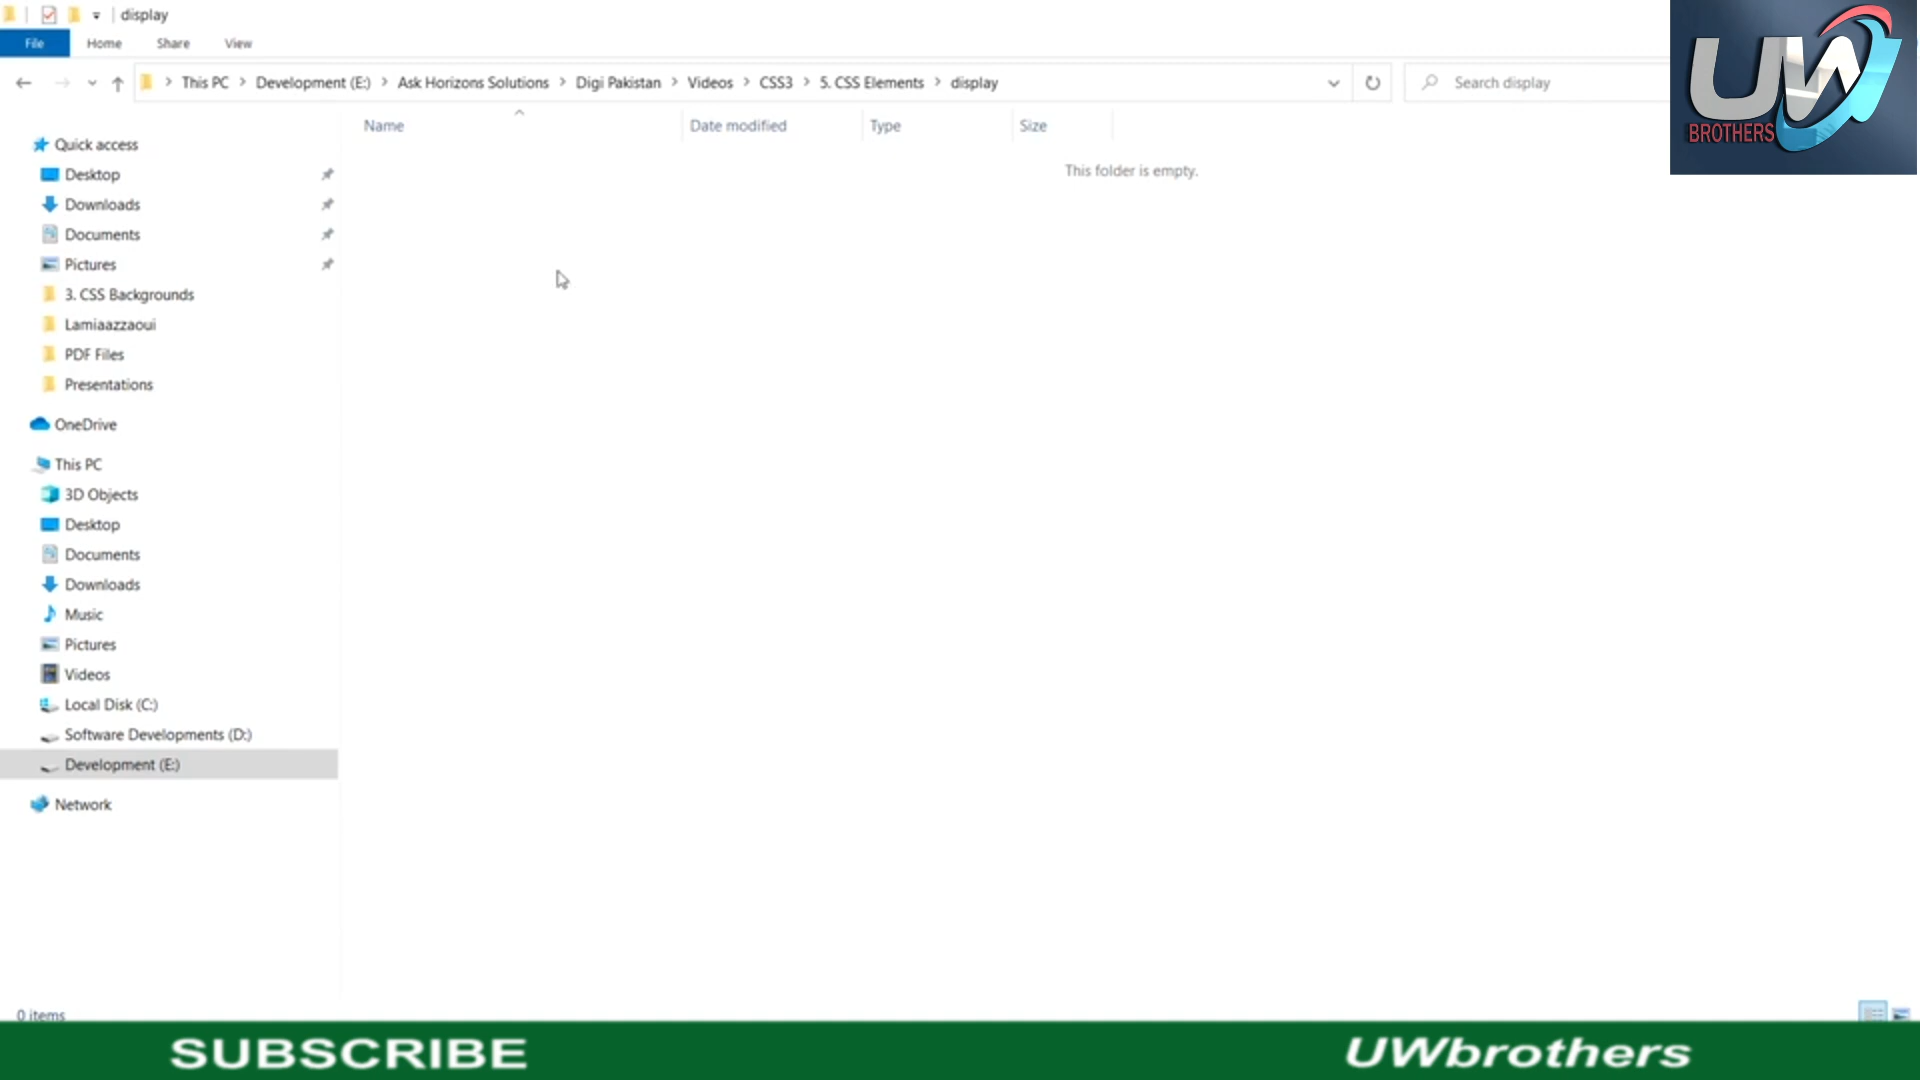 display
File Home Share View
This PC > Development (E:) > Ask Horizons Solutions > Digi Pakistan > Videos > CSS3 > 5. CSS Elements > display
Search display
UW
BROTHERS
Name Date modified Type Size
This folder is empty.
Quick access
Desktop
Downloads
Documents
Pictures
3. CSS Backgrounds
Lamiaazzaoui
PDF Files
Presentations
OneDrive
This PC
3D Objects
Desktop
Documents
Downloads
Music
Pictures
Videos
Local Disk (C:)
Software Developments (D:)
Development (E:)
Network
0 items
SUBSCRIBE UWbrothers